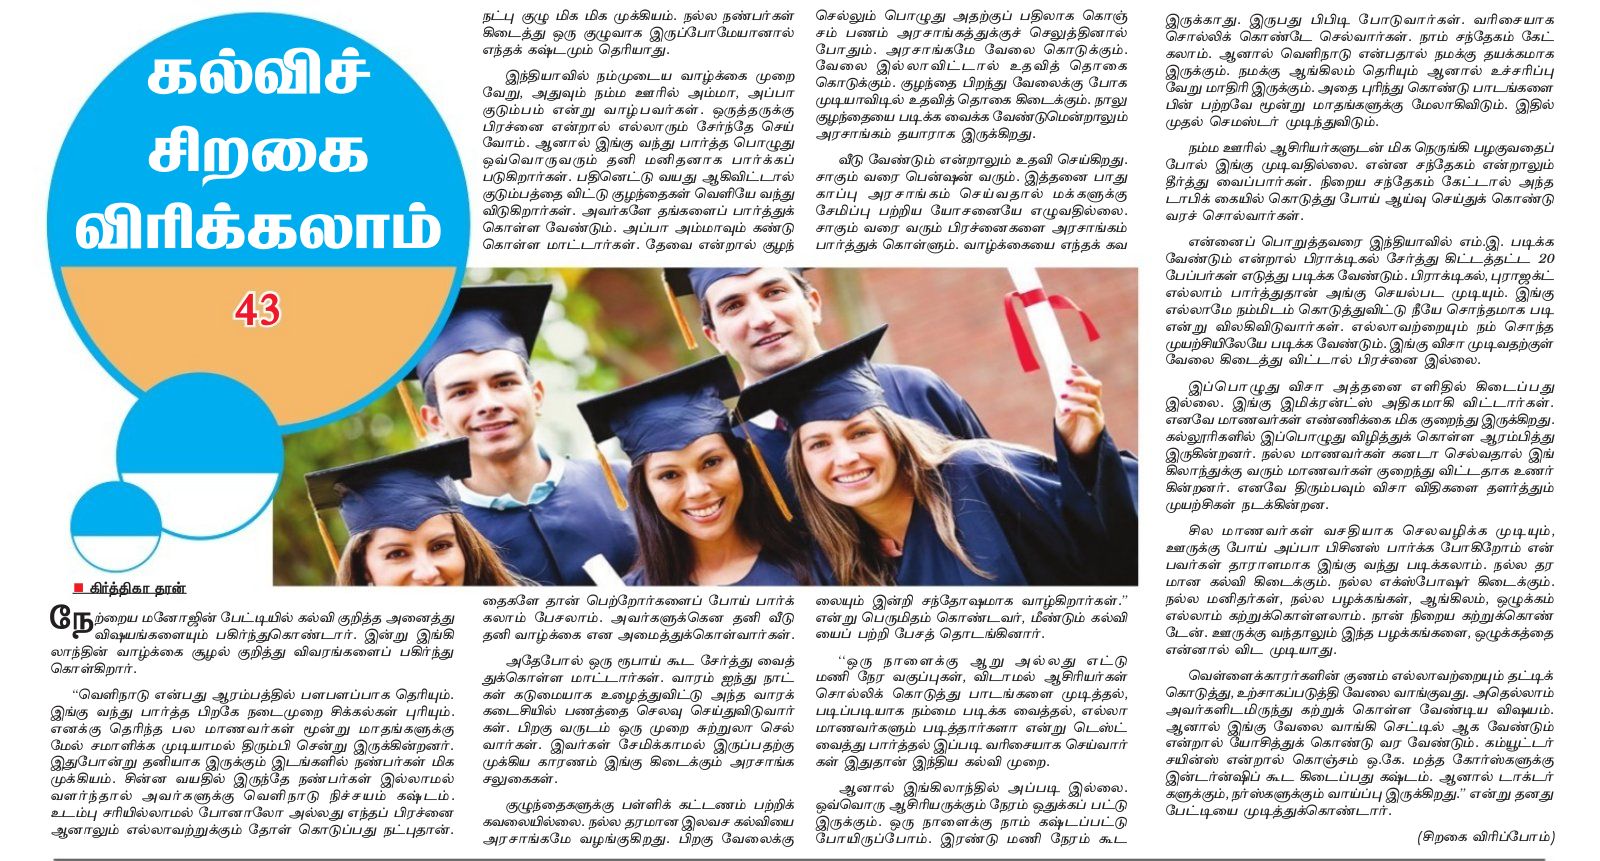 கல்விச்
சிறகை
விரிக்கலாம்
43
கிர்த்திகா தரன்
நேற்றைய மனோஜின் பேட்டியில் கல்வி குறித்த அனைத்து
விஷயங்களையும் பகிர்ந்துகொண்டார். இன்று இங்கி
லாந்தின் வாழ்க்கை சூழல் குறித்து விவரங்களைப் பகிர்ந்து
கொள்கிறார்.
“வெளிநாடு என்பது ஆரம்பத்தில் பளபளப்பாக தெரியும்.
இங்கு வந்து பார்த்த பிறகே நடைமுறை சிக்கல்கள் புரியும்.
எனக்கு தெரிந்த பல மாணவர்கள் மூன்று மாதங்களுக்கு
மேல் சமாளிக்க முடியாமல் திரும்பி சென்று இருக்கின்றனர்.
இதுபோன்று தனியாக இருக்கும் இடங்களில் நண்பர்கள் மிக
முக்கியம். சின்ன வயதில் இருந்தே நண்பர்கள் இல்லாமல்
வளர்ந்தால் அவர்களுக்கு வெளிநாடு நிச்சயம் கஷ்டம்.
உடம்பு சரியில்லாமல் போனாலோ அல்லது எந்தப் பிரச்னை
ஆனாலும் எல்லாவற்றுக்கும் தோள் கொடுப்பது நட்புதான்.
நட்பு குழு மிக மிக முக்கியம். நல்ல நண்பர்கள்
கிடைத்து ஒரு குழுவாக இருப்போமேயானால்
எந்தக் கஷ்டமும் தெரியாது.
இந்தியாவில் நம்முடைய வாழ்க்கை முறை
வேறு, அதுவும் நம்ம ஊரில் அம்மா, அப்பா
குடும்பம் என்று வாழ்பவர்கள். ஒருத்தருக்கு
பிரச்னை என்றால் எல்லாரும் சேர்ந்தே செய்
வோம். ஆனால் இங்கு வந்து பார்த்த பொழுது
ஒவ்வொருவரும் தனி மனிதனாக பார்க்கப்
படுகிறார்கள். பதினெட்டு வயது ஆகிவிட்டால்
குடும்பத்தை விட்டு குழந்தைகள் வெளியே வந்து
விடுகிறார்கள். அவர்களே தங்களைப் பார்த்துக்
கொள்ள வேண்டும். அப்பா அம்மாவும் கண்டு
கொள்ள மாட்டார்கள். தேவை என்றால் குழந்
தைகளே தான் பெற்றோர்களைப் போய் பார்க்
கலாம் பேசலாம். அவர்களுக்கென தனி வீடு
தனி வாழ்க்கை என அமைத்துக்கொள்வார்கள்.
அதேபோல் ஒரு ரூபாய் கூட சேர்த்து வைத்
துக்கொள்ள மாட்டார்கள். வாரம் ஐந்து நாட்
கள் கடுமையாக உழைத்துவிட்டு அந்த வாரக்
கடைசியில் பணத்தை செலவு செய்துவிடுவார்
கள். பிறகு வருடம் ஒரு முறை சுற்றுலா செல்
வார்கள். இவர்கள் சேமிக்காமல் இருப்பதற்கு
முக்கிய காரணம் இங்கு கிடைக்கும் அரசாங்க
சலுகைகள்.
குழந்தைகளுக்கு பள்ளிக் கட்டணம் பற்றிக்
கவலையில்லை. நல்ல தரமான இலவச கல்வியை
அரசாங்கமே வழங்குகிறது. பிறகு வேலைக்கு
செல்லும் பொழுது அதற்குப் பதிலாக கொஞ்
சம் பணம் அரசாங்கத்துக்குச் செலுத்தினால்
போதும். அரசாங்கமே வேலை கொடுக்கும்.
வேலை இல்லாவிட்டால் உதவித் தொகை
கொடுக்கும். குழந்தை பிறந்து வேலைக்கு போக
முடியாவிடில் உதவித் தொகை கிடைக்கும். நாலு
குழந்தையை படிக்க வைக்க வேண்டுமென்றாலும்
அரசாங்கம் தயாராக இருக்கிறது.
வீடு வேண்டும் என்றாலும் உதவி செய்கிறது.
சாகும் வரை பென்ஷன் வரும். இத்தனை பாது
காப்பு அரசாங்கம் செய்வதால் மக்களுக்கு
சேமிப்பு பற்றிய யோசனையே எழுவதில்லை.
சாகும் வரை வரும் பிரச்னைகளை அரசாங்கம்
பார்த்துக் கொள்ளும். வாழ்க்கையை எந்தக் கவ
லையும் இன்றி சந்தோஷமாக வாழ்கிறார்கள்.”
என்று பெருமிதம் கொண்டவர், மீண்டும் கல்வி
யைப் பற்றி பேசத் தொடங்கினார்.
“ஒரு நாளைக்கு ஆறு அல்லது எட்டு
மணி நேர வகுப்புகள், விடாமல் ஆசிரியர்கள்
சொல்லிக் கொடுத்து பாடங்களை முடித்தல்,
படிப்படியாக நம்மை படிக்க வைத்தல், எல்லா
மாணவர்களும் படித்தார்களா என்று டெஸ்ட்
வைத்து பார்த்தல் இப்படி வரிசையாக செய்வார்
கள் இதுதான் இந்திய கல்வி முறை.
ஆனால் இங்கிலாந்தில் அப்படி இல்லை.
ஒவ்வொரு ஆசிரியருக்கும் நேரம் ஒதுக்கப் பட்டு
இருக்கும். ஒரு நாளைக்கு நாம் கஷ்டப்பட்டு
போயிருப்போம். இரண்டு மணி நேரம் கூட
இருக்காது. இருபது பிபிடி போடுவார்கள். வரிசையாக
சொல்லிக் கொண்டே செல்வார்கள். நாம் சந்தேகம் கேட்
கலாம். ஆனால் வெளிநாடு என்பதால் நமக்கு தயக்கமாக
இருக்கும். நமக்கு ஆங்கிலம் தெரியும் ஆனால் உச்சரிப்பு
வேறு மாதிரி இருக்கும். அதை புரிந்து கொண்டு பாடங்களை
பின் பற்றவே மூன்று மாதங்களுக்கு மேலாகிவிடும். இதில்
முதல் செமஸ்டர் முடிந்துவிடும்.
நம்ம ஊரில் ஆசிரியர்களுடன் மிக நெருங்கி பழகுவதைப்
போல் இங்கு முடிவதில்லை. என்ன சந்தேகம் என்றாலும்
தீர்த்து வைப்பார்கள். நிறைய சந்தேகம் கேட்டால் அந்த
டாபிக் கையில் கொடுத்து போய் ஆய்வு செய்துக் கொண்டு
வரச் சொல்வார்கள்.
என்னைப் பொறுத்தவரை இந்தியாவில் எம்.இ. படிக்க
வேண்டும் என்றால் பிராக்டிகல் சேர்த்து கிட்டத்தட்ட 20
பேப்பர்கள் எடுத்து படிக்க வேண்டும். பிராக்டிகல், புராஜக்ட்
எல்லாம் பார்த்துதான் அங்கு செயல்பட முடியும். இங்கு
எல்லாமே நம்மிடம் கொடுத்துவிட்டு நீயே சொந்தமாக படி
என்று விலகிவிடுவார்கள். எல்லாவற்றையும் நம் சொந்த
முயற்சியிலேயே படிக்க வேண்டும். இங்கு விசா முடிவதற்குள்
வேலை கிடைத்து விட்டால் பிரச்னை இல்லை.
இப்பொழுது விசா அத்தனை எளிதில் கிடைப்பது
இல்லை. இங்கு இமிக்ரன்ட்ஸ் அதிகமாகி விட்டார்கள்.
எனவே மாணவர்கள் எண்ணிக்கை மிக குறைந்து இருக்கிறது.
கல்லூரிகளில் இப்பொழுது விழித்துக் கொள்ள ஆரம்பித்து
இருகின்றனர். நல்ல மாணவர்கள் கனடா செல்வதால் இங்
கிலாந்துக்கு வரும் மாணவர்கள் குறைந்து விட்டதாக உணர்
கின்றனர். எனவே திரும்பவும் விசா விதிகளை தளர்த்தும்
முயற்சிகள் நடக்கின்றன.
சில மாணவர்கள் வசதியாக செலவழிக்க முடியும்,
ஊருக்கு போய் அப்பா பிசினஸ் பார்க்க போகிறோம் என்
பவர்கள் தாராளமாக இங்கு வந்து படிக்கலாம். நல்ல தர
மான கல்வி கிடைக்கும். நல்ல எக்ஸ்போஷர் கிடைக்கும்.
நல்ல மனிதர்கள், நல்ல பழக்கங்கள், ஆங்கிலம், ஒழுக்கம்
எல்லாம் கற்றுக்கொள்ளலாம். நான் நிறைய கற்றுக்கொண்
டேன். ஊருக்கு வந்தாலும் இந்த பழக்கங்களை, ஒழுக்கத்தை
என்னால் விட முடியாது.
வெள்ளைக்காரர்களின் குணம் எல்லாவற்றையும் தட்டிக்
கொடுத்து, உற்சாகப்படுத்தி வேலை வாங்குவது. அதெல்லாம்
அவர்களிடமிருந்து கற்றுக் கொள்ள வேண்டிய விஷயம்.
ஆனால் இங்கு வேலை வாங்கி செட்டில் ஆக வேண்டும்
என்றால் யோசித்துக் கொண்டு வர வேண்டும். கம்யூட்டர்
சயின்ஸ் என்றால் கொஞ்சம் ஒ.கே. மத்த கோர்ஸ்களுக்கு
இன்டர்ன்ஷிப் கூட கிடைப்பது கஷ்டம். ஆனால் டாக்டர்
களுக்கும், நர்ஸ்களுக்கும் வாய்ப்பு இருக்கிறது.” என்று தனது
பேட்டியை முடித்துக்கொண்டார்.
(சிறகை விரிப்போம்)